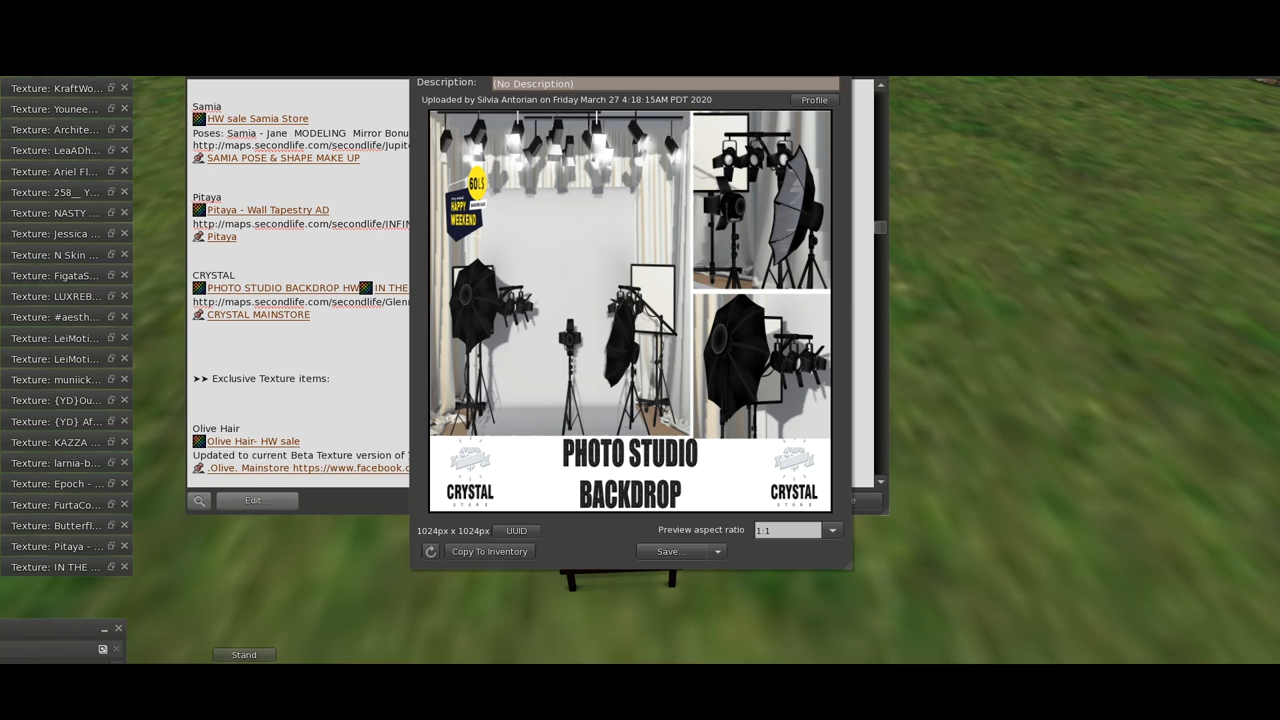 Texture: KraftWo...
Texture: Younee...
Texture: Archite...
Texture: LeaADh...
Texture: Ariel Fl...
Texture: 258__ Y...
Texture: NASTY ...
Texture: Jessica ...
Texture: N Skin ...
Texture: FigataS...
Texture: LUXREB...
Texture: #aesth...
Texture: LeiMoti...
Texture: LeiMoti...
Texture: muniick...
Texture: {YD}Ou...
Texture: {YD} Af...
Texture: KAZZA ...
Texture: larnia-b...
Texture: Epoch - ...
Texture: FurtaCo...
Texture: Butterfl...
Texture: Pitaya - ...
Texture: IN THE ...
Samia
HW sale Samia Store
Poses: Samia - Jane MODELING Mirror Bonu
http://maps.secondlife.com/secondlife/Jupit
SAMIA POSE & SHAPE MAKE UP
Pitaya
Pitaya - Wall Tapestry AD
http://maps.secondlife.com/secondlife/INFI
Pitaya
CRYSTAL
PHOTO STUDIO BACKDROP HW IN THE
http://maps.secondlife.com/secondlife/Glen
CRYSTAL MAINSTORE
➤➤ Exclusive Texture items:
Olive Hair
Olive Hair- HW sale
Updated to current Beta Texture version of
.Olive. Mainstore https://www.facebook.c
Edit...
Description: (No Description)
Uploaded by Silvia Antorian on Friday March 27 4:18:15AM PDT 2020
Profile
60L$
HAPPY
WEEKEND
PHOTO STUDIO
BACKDROP
CRYSTAL
STORE
CRYSTAL
STORE
1024px x 1024px UUID
Preview aspect ratio 1:1
Copy To Inventory
Save...
Stand